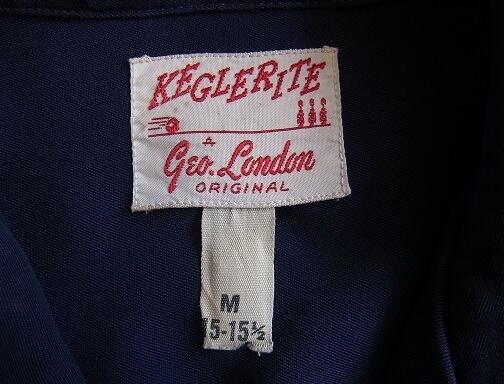 KEGLERITE
A
Geo. London
ORIGINAL
M
15-15½